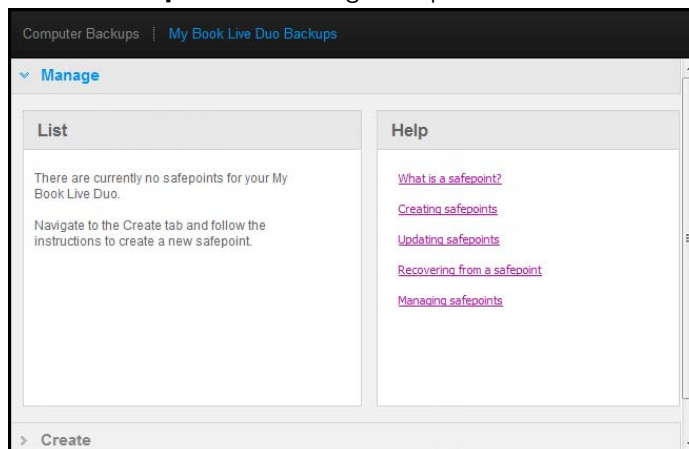 Computer Backups | My Book Live Duo Backups
Manage
List
There are currently no safepoints for your My
Book Live Duo.
Navigate to the Create tab and follow the
instructions to create a new safepoint.
Help
What is a safepoint?
Creating safepoints
Updating safepoints
Recovering from a safepoint
Managing safepoints
Create